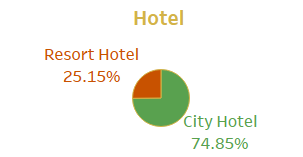 Hotel
Resort Hotel
25.15%
City Hotel
74.85%